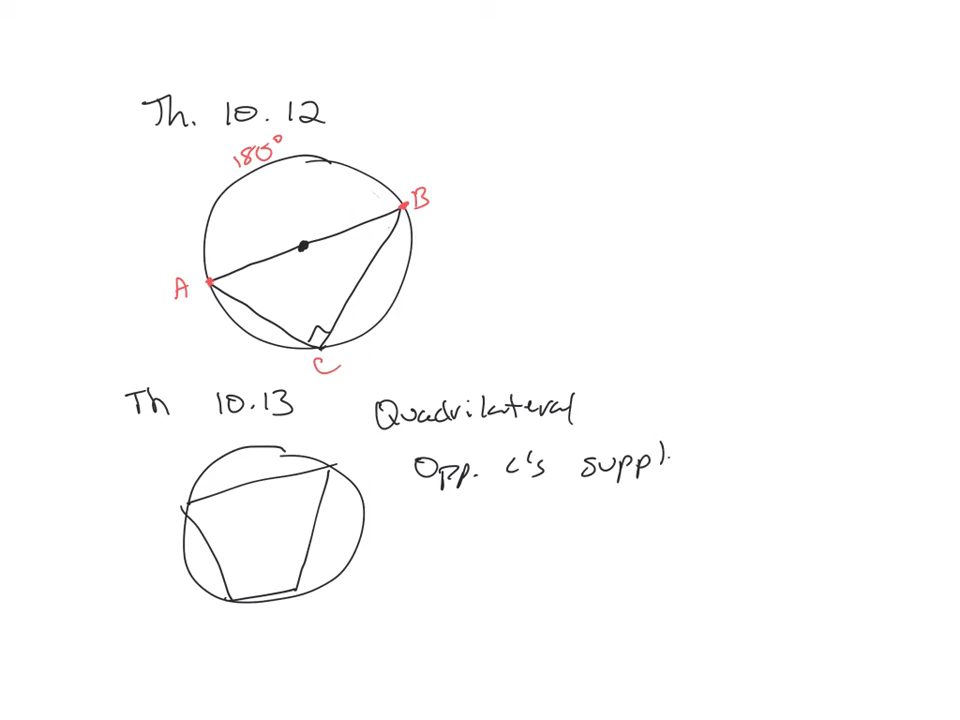 Th. 10.12
180°
B
A
C
Th 10.13
Quadrilateral
Opp. ∠'s suppl.